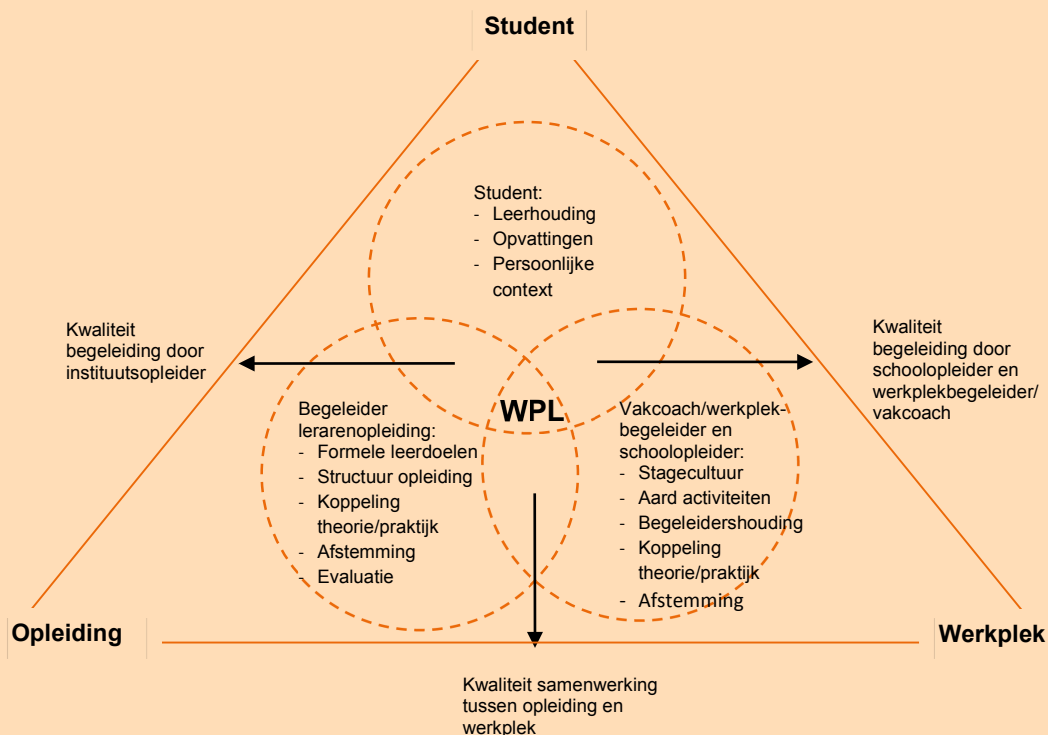 Student
Student:
- Leerhouding
- Opvattingen
- Persoonlijke
context
Kwaliteit
begeleiding door
instituutsopleider
Kwaliteit
begeleiding door
schoolopleider en
werkplekbegeleider/
vakcoach
WPL
Begeleider
lerarenopleiding:
- Formele leerdoelen
- Structuur opleiding
- Koppeling
theorie/praktijk
- Afstemming
- Evaluatie
Vakcoach/werkplek-
begeleider en
schoolopleider:
- Stagecultuur
- Aard activiteiten
- Begeleidershouding
- Koppeling
theorie/praktijk
- Afstemming
Opleiding
Werkplek
Kwaliteit samenwerking
tussen opleiding en
werkplek